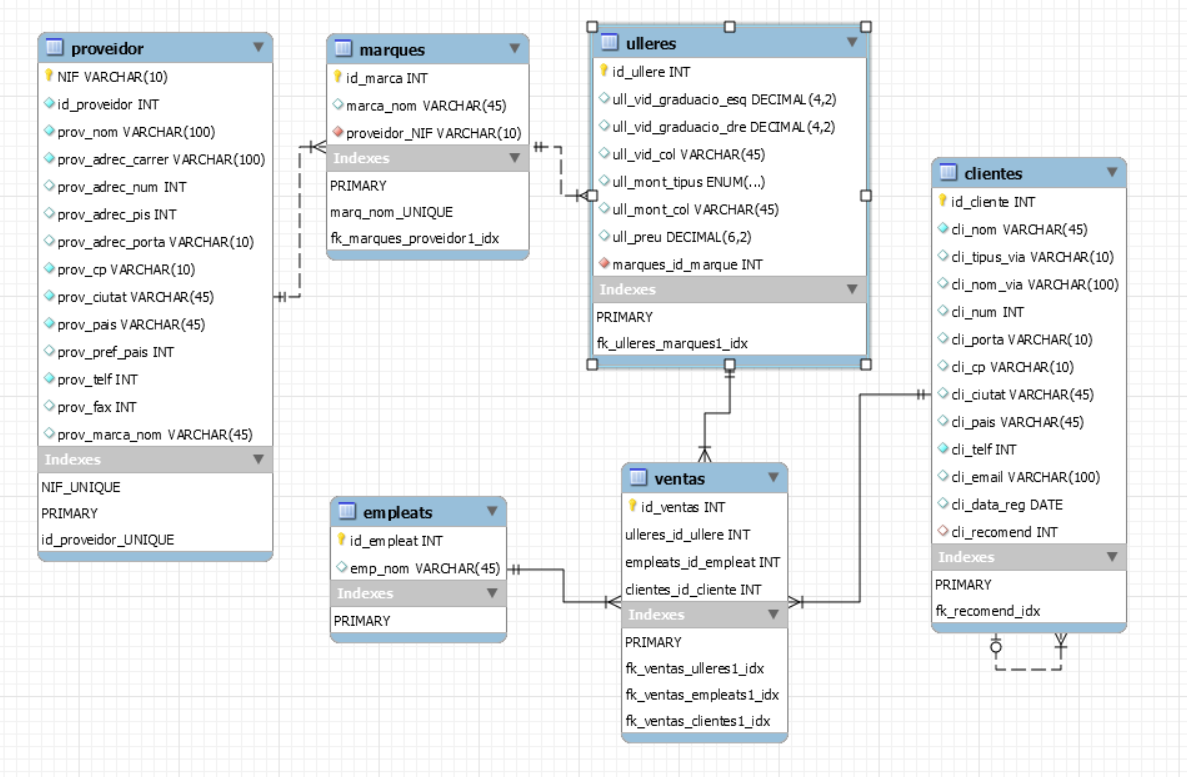 proveidor
NIF VARCHAR(10)
id_proveidor INT
prov_nom VARCHAR(100)
prov_adrec_carrer VARCHAR(100)
prov_adrec_num INT
prov_adrec_pis INT
prov_adrec_porta VARCHAR(10)
prov_cp VARCHAR(10)
prov_ciutat VARCHAR(45)
prov_pais VARCHAR(45)
prov_pref_pais INT
prov_telf INT
prov_fax INT
prov_marca_nom VARCHAR(45)
Indexes
NIF_UNIQUE
PRIMARY
id_proveidor_UNIQUE
marques
id_marca INT
marca_nom VARCHAR(45)
proveidor_NIF VARCHAR(10)
Indexes
PRIMARY
marq_nom_UNIQUE
fk_marques_proveidor1_idx
ulleres
id_ullere INT
ull_vid_graduacio_esq DECIMAL(4,2)
ull_vid_graduacio_dre DECIMAL(4,2)
ull_vid_col VARCHAR(45)
ull_mont_tipus ENUM(...)
ull_mont_col VARCHAR(45)
ull_preu DECIMAL(6,2)
marques_id_marque INT
Indexes
PRIMARY
fk_ulleres_marques1_idx
clientes
id_cliente INT
cli_nom VARCHAR(45)
cli_tipus_via VARCHAR(10)
cli_nom_via VARCHAR(100)
cli_num INT
cli_porta VARCHAR(10)
cli_cp VARCHAR(10)
cli_ciutat VARCHAR(45)
cli_pais VARCHAR(45)
cli_telf INT
cli_email VARCHAR(100)
cli_data_reg DATE
cli_recomend INT
Indexes
PRIMARY
fk_recomend_idx
empleats
id_empleat INT
emp_nom VARCHAR(45)
Indexes
PRIMARY
ventas
id_ventas INT
ulleres_id_ullere INT
empleats_id_empleat INT
clientes_id_cliente INT
Indexes
PRIMARY
fk_ventas_ulleres1_idx
fk_ventas_empleats1_idx
fk_ventas_clientes1_idx